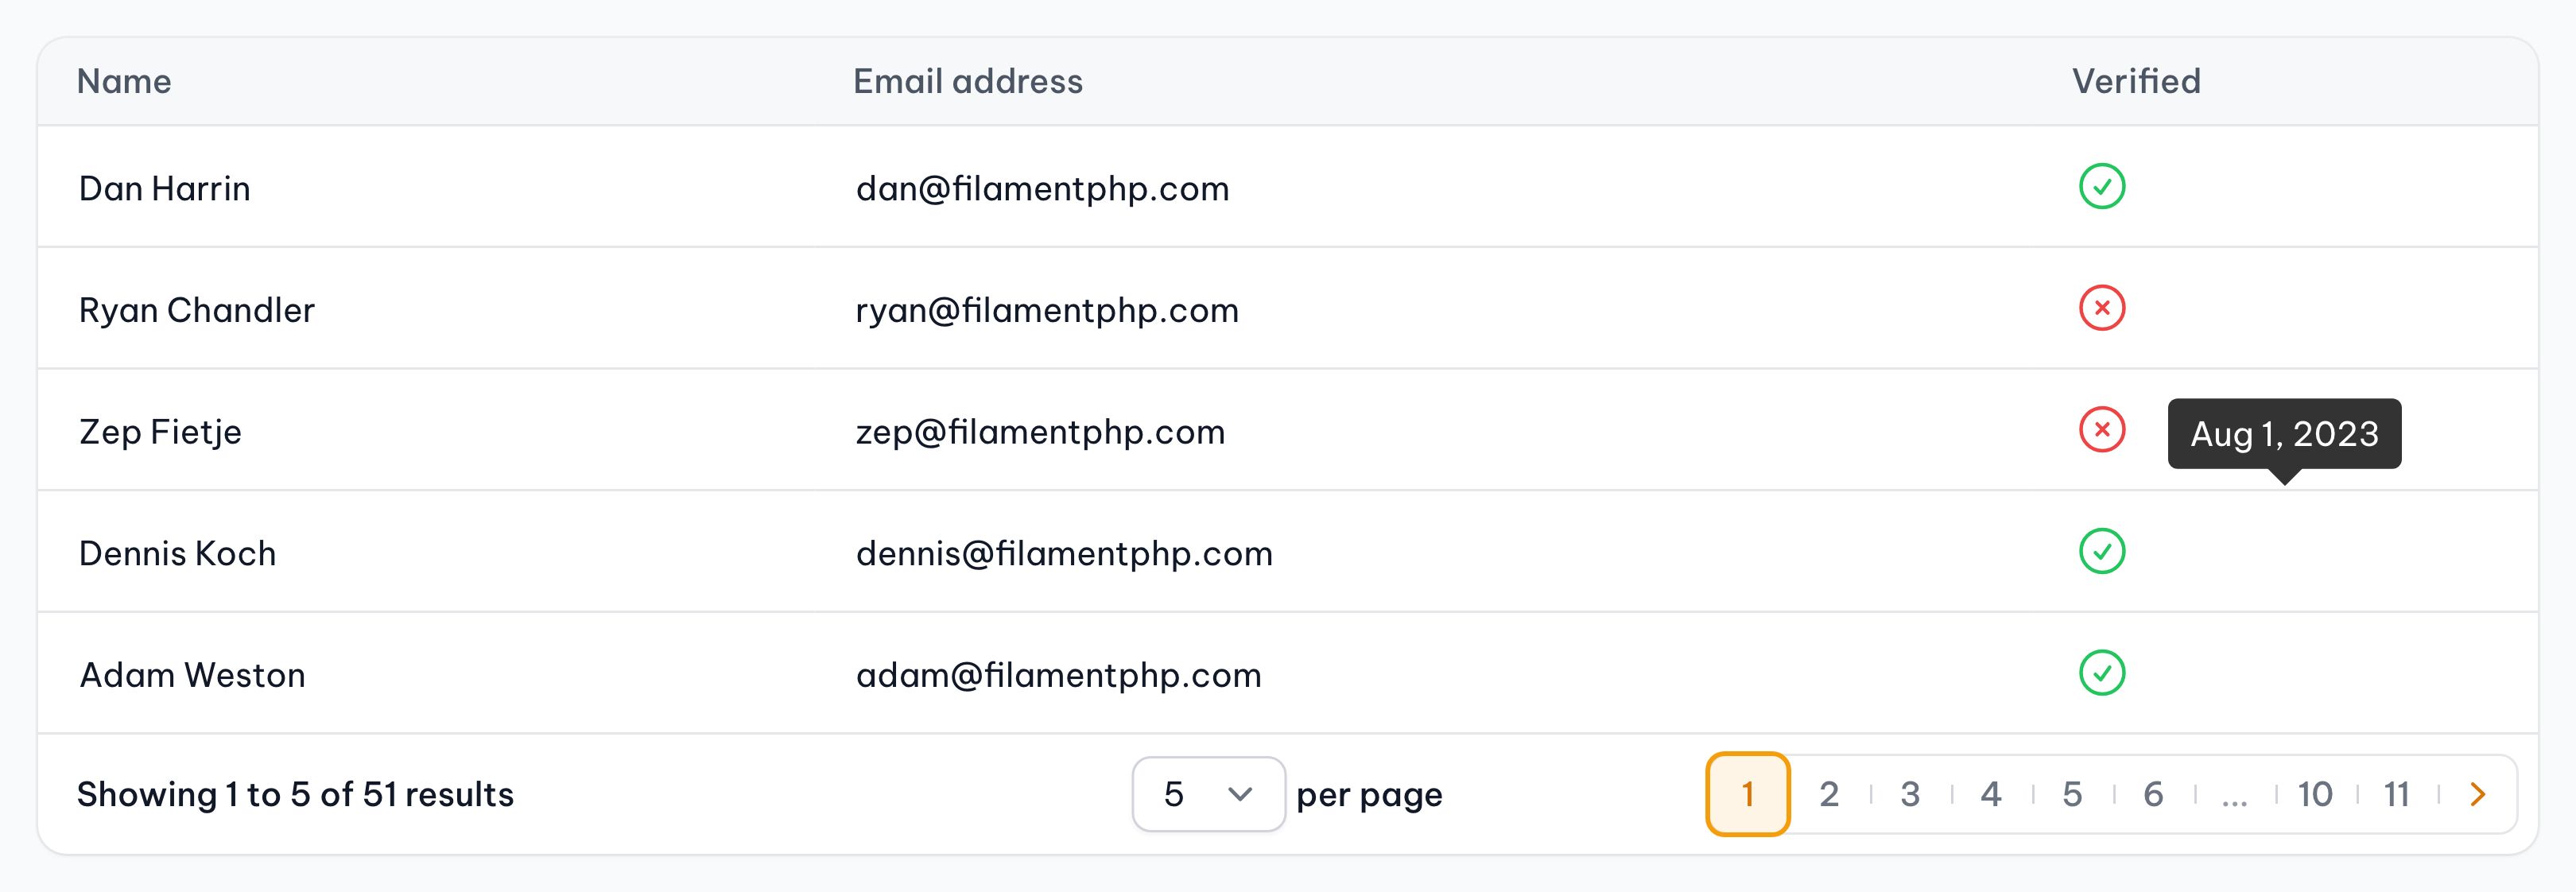 Name Email address Verified
Dan Harrin dan@filamentphp.com
Ryan Chandler ryan@filamentphp.com
Zep Fietje zep@filamentphp.com Aug 1, 2023
Dennis Koch dennis@filamentphp.com
Adam Weston adam@filamentphp.com
Showing 1 to 5 of 51 results 5 per page 1 2 3 4 5 6 ... 10 11